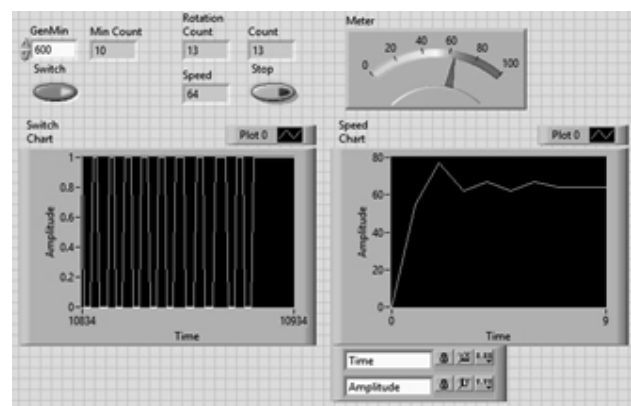 GenMin
600
Min Count
10
Rotation
Count
13
Count
13
Switch
Speed
64
Stop
Meter
0 20 40 60 80 100
Switch
Chart
Plot 0
Amplitude
1-
0.8-
0.6-
0.4-
0.2-
0-
10834
10934
Time
Speed
Chart
Plot 0
Amplitude
80-
60-
40-
20-
0-
0
9
Time
Time
Amplitude